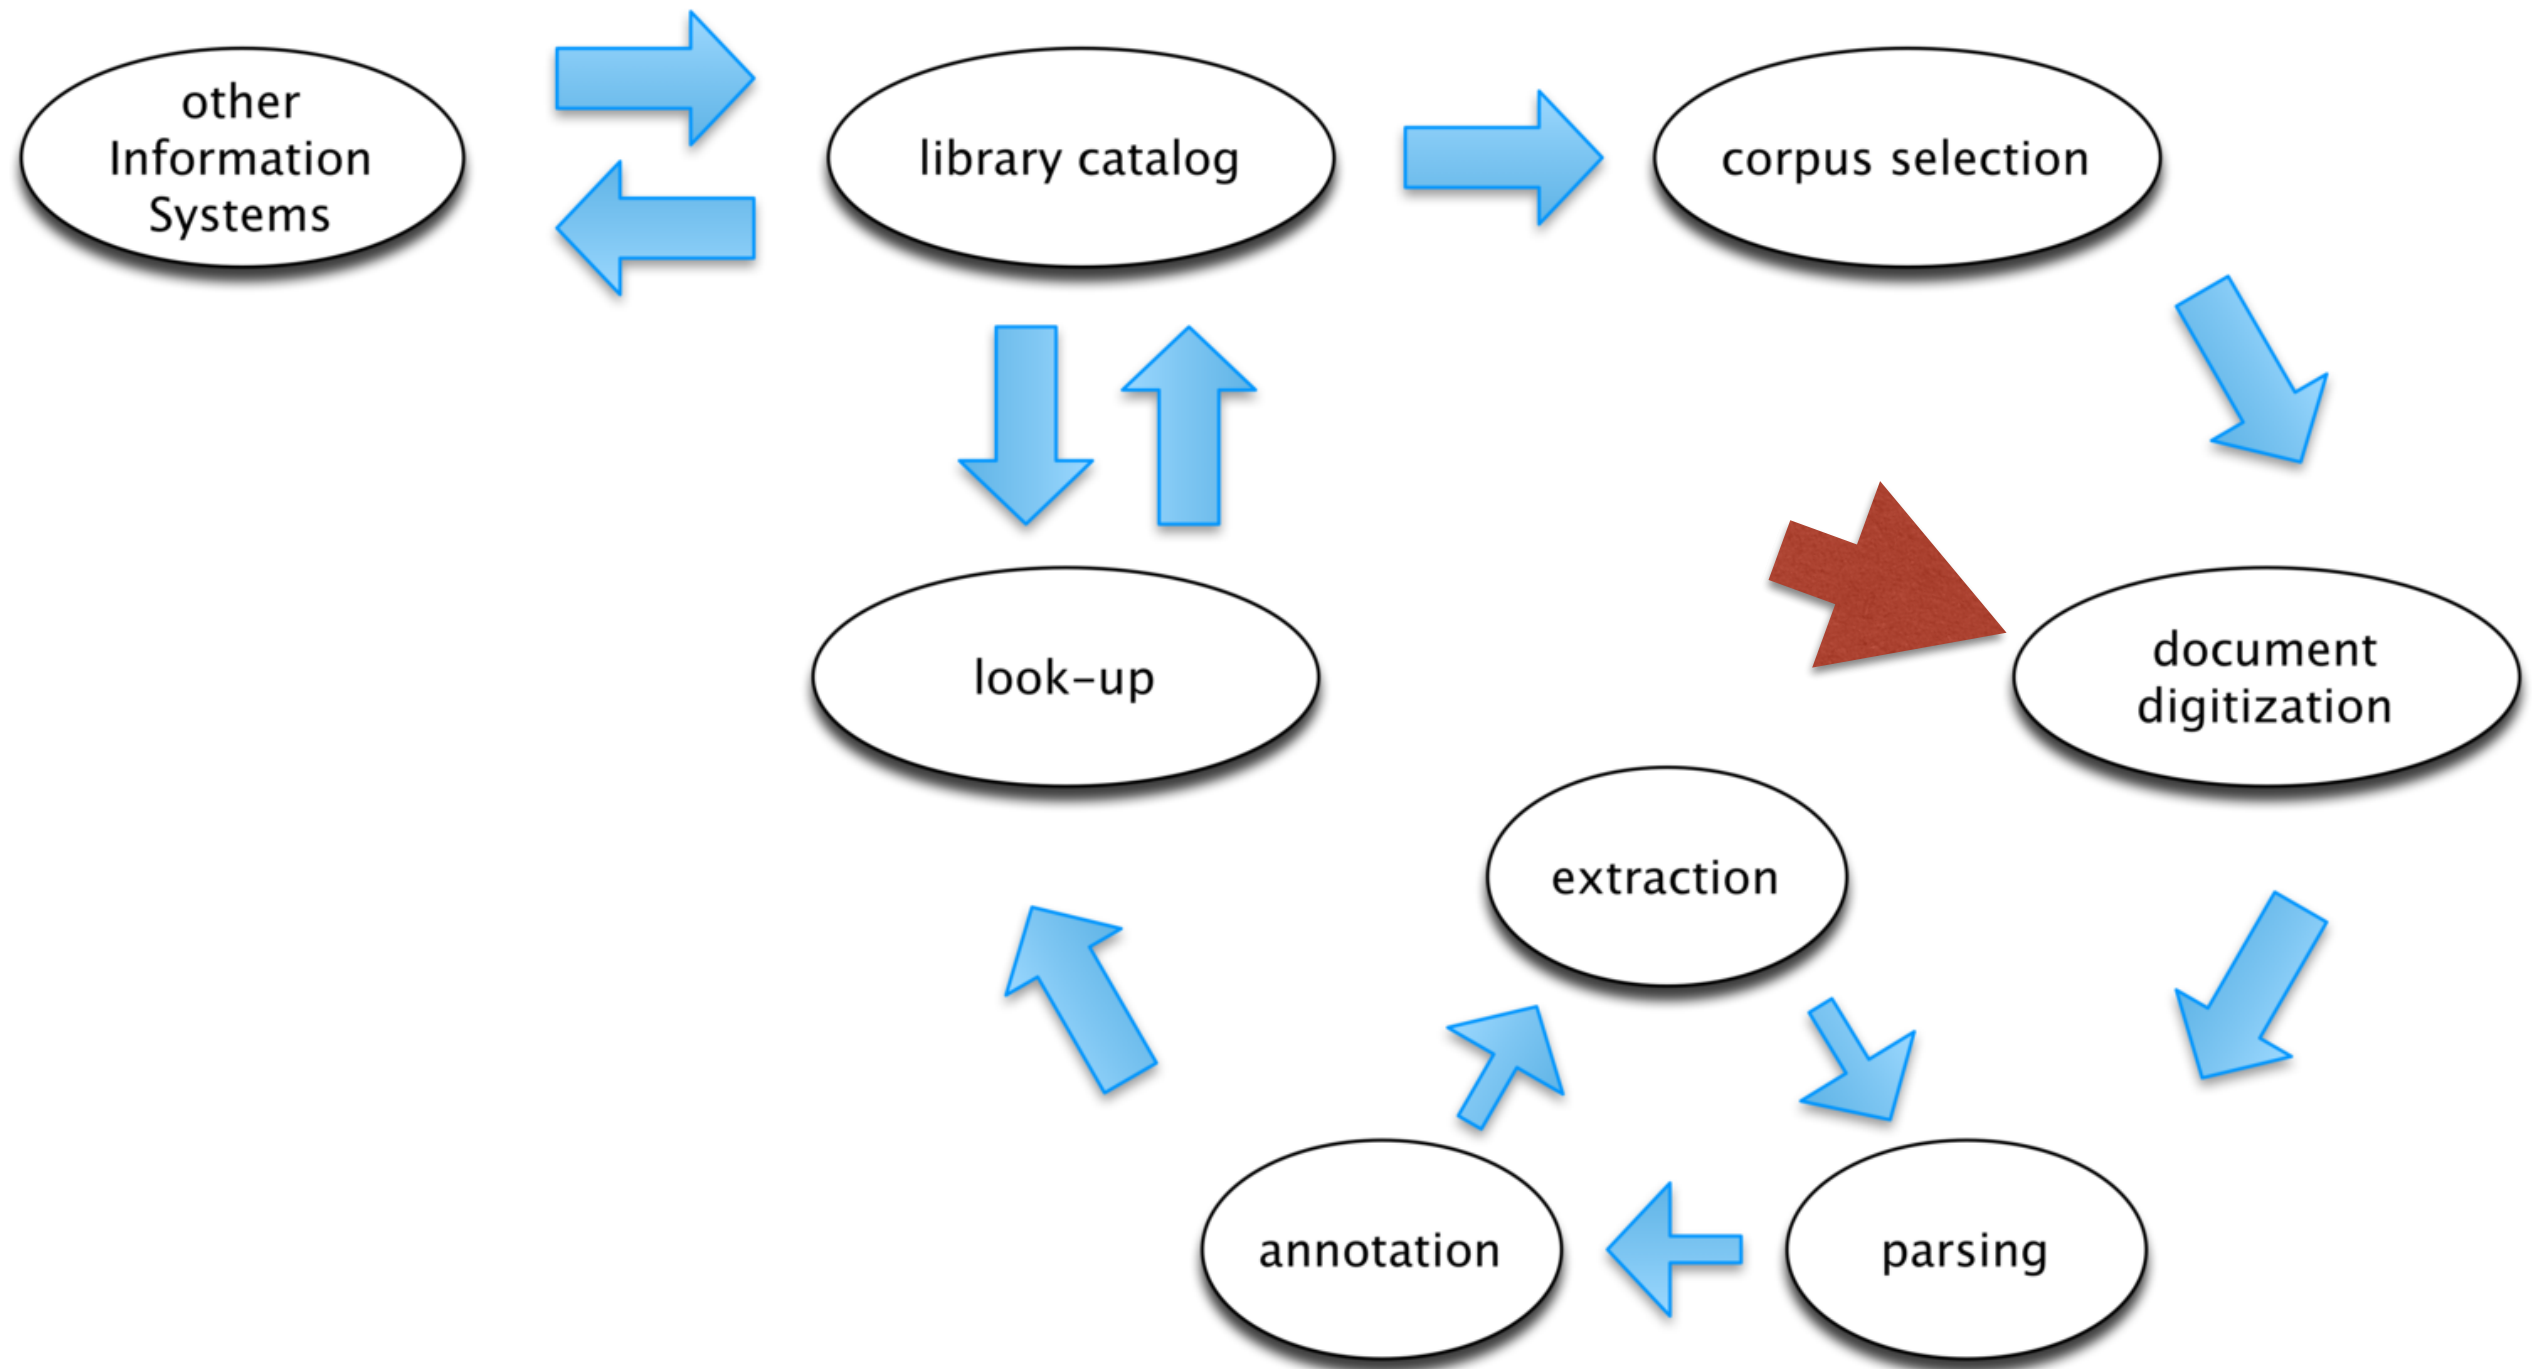 other
Information
Systems
library catalog
corpus selection
look-up
document
digitization
extraction
annotation
parsing